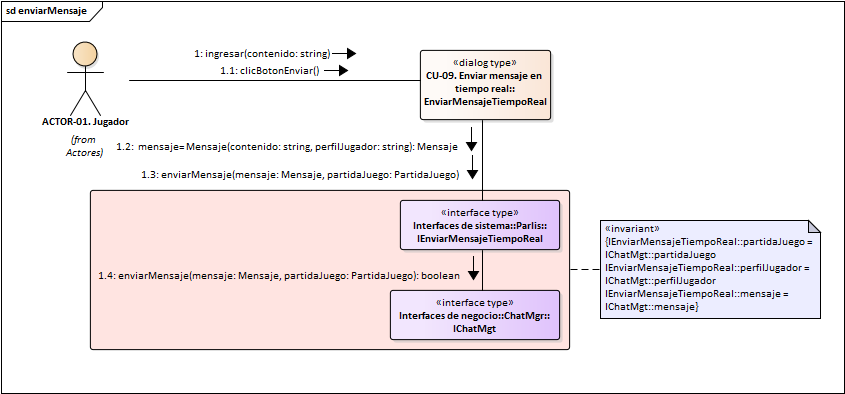 sd enviarMensaje
1: ingresar(contenido: string)
1.1: clicBotonEnviar()
«dialog type»
CU-09. Enviar mensaje en
tiempo real::
EnviarMensajeTiempoReal
ACTOR-01. Jugador
(from
Actores)
1.2: mensaje= Mensaje(contenido: string, perfilJugador: string): Mensaje
1.3: enviarMensaje(mensaje: Mensaje, partidaJuego: PartidaJuego)
«interface type»
Interfaces de sistema::Parlis::
IEnviarMensajeTiempoReal
1.4: enviarMensaje(mensaje: Mensaje, partidaJuego: PartidaJuego): boolean
«interface type»
Interfaces de negocio::ChatMgr::
IChatMgt
«invariant»
{IEnviarMensajeTiempoReal::partidaJuego =
IChatMgt::partidaJuego
IEnviarMensajeTiempoReal::perfilJugador =
IChatMgt::perfilJugador
IEnviarMensajeTiempoReal::mensaje =
IChatMgt::mensaje}